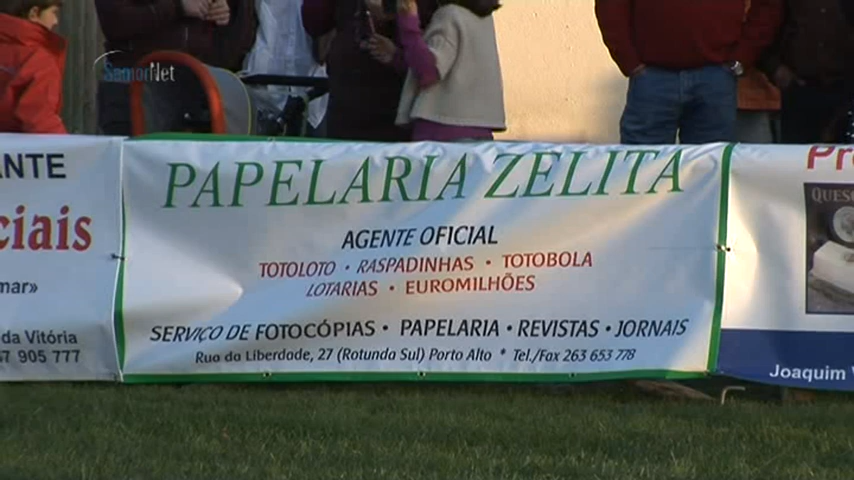 SamorNet
ANTE
ciais
mar»
da Vitória
7 905 777
PAPELARIA ZELITA
AGENTE OFICIAL
TOTOLOTO • RASPADINHAS • TOTOBOLA
LOTARIAS • EUROMILHÕES
SERVIÇO DE FOTOCÓPIAS • PAPELARIA • REVISTAS • JORNAIS
Rua da Liberdade, 27 (Rotunda Sul) Porto Alto * Tel./Fax 263 653 778
Pr
QUES
Joaquim